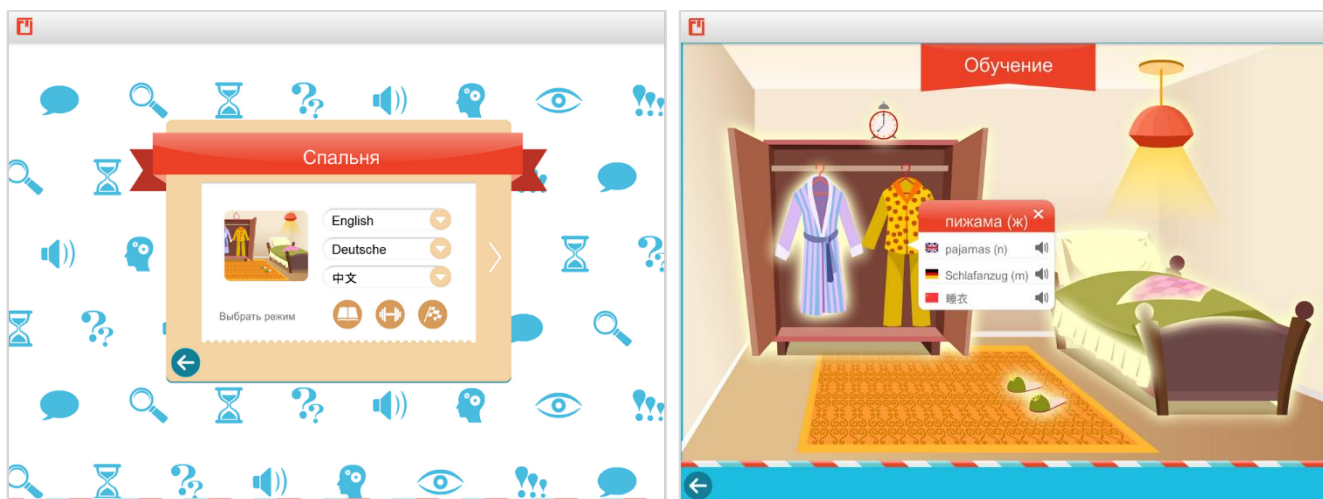 Спальня
English
Deutsche
中文
Выбрать режим
Обучение
пижама (ж)
pajamas (n)
Schlafanzug (m)
睡衣